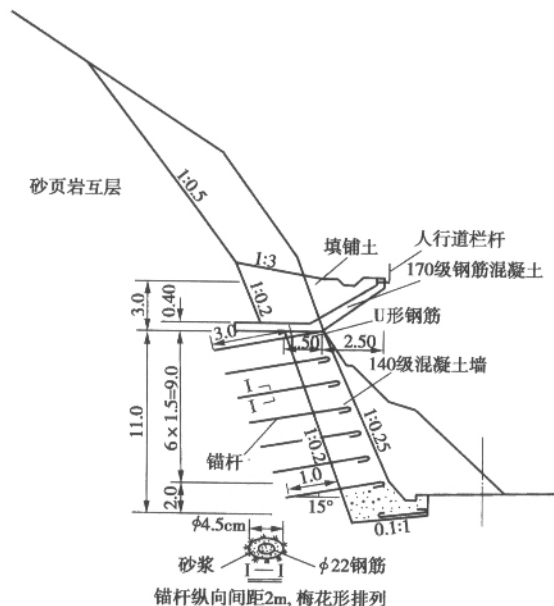 砂页岩互层
1:0.5
1:3
填铺土
人行道栏杆
170级钢筋混凝土
3.0
0.40
1:0.2
U形钢筋
3.0
1.50
2.50
140级混凝土墙
I
I
11.0
6×1.5=9.0
1:0.25
锚杆
1:0.2
1.0
2.0
15°
0.1:1
ϕ4.5cm
砂浆
ϕ22钢筋
I—I
锚杆纵向间距2m, 梅花形排列